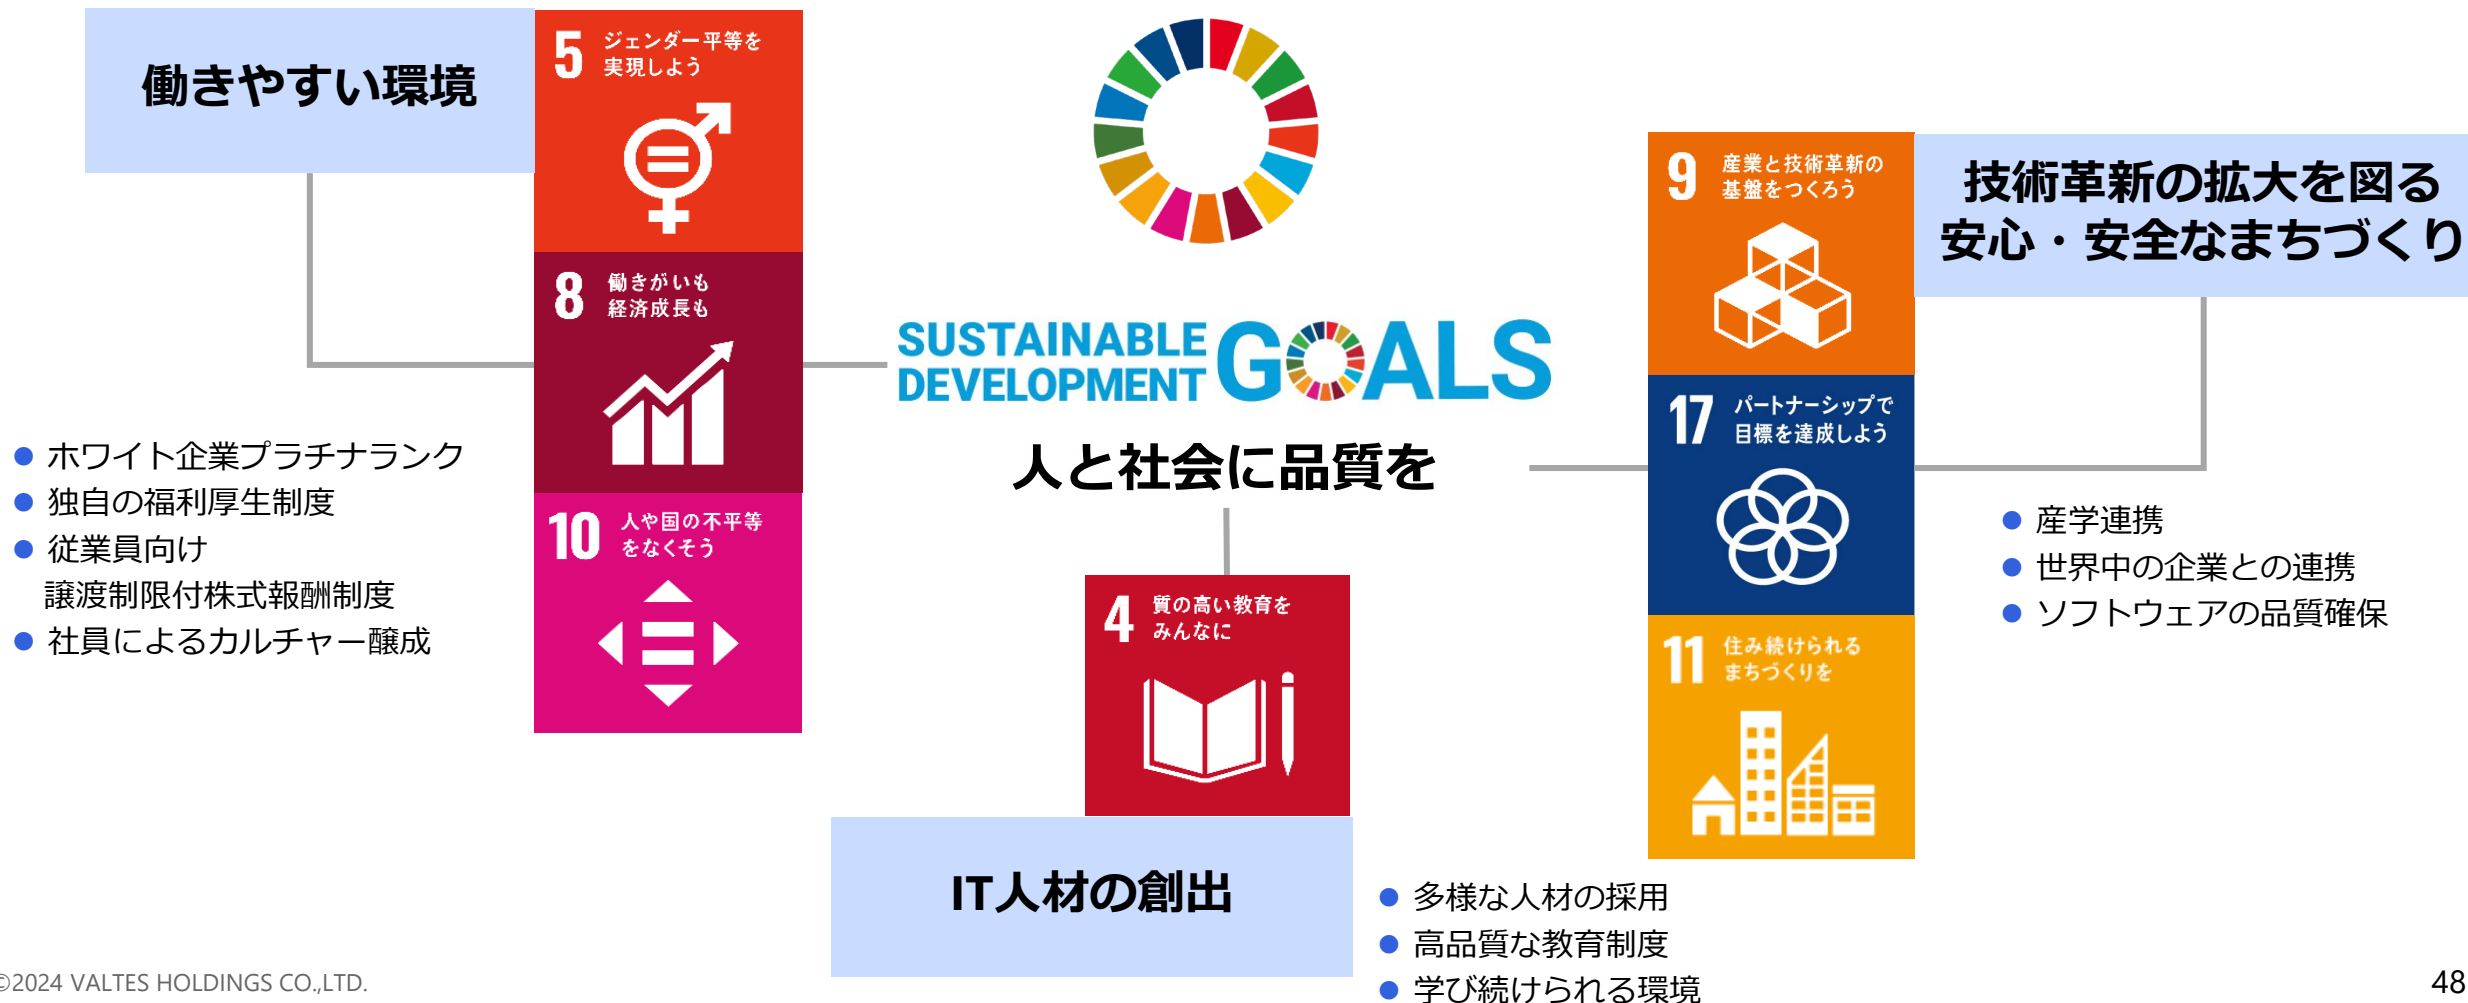 働きやすい環境
5 ジェンダー平等を
実現しよう
8 働きがいも
経済成長も
10 人や国の不平等
をなくそう
● ホワイト企業プラチナランク
● 独自の福利厚生制度
● 従業員向け
譲渡制限付株式報酬制度
● 社員によるカルチャー醸成
SUSTAINABLE
DEVELOPMENT GOALS
人と社会に品質を
4 質の高い教育を
みんなに
IT人材の創出
● 多様な人材の採用
● 高品質な教育制度
● 学び続けられる環境
9 産業と技術革新の
基盤をつくろう
17 パートナーシップで
目標を達成しよう
11 住み続けられる
まちづくりを
技術革新の拡大を図る
安心・安全なまちづくり
● 産学連携
● 世界中の企業との連携
● ソフトウェアの品質確保
©2024 VALTES HOLDINGS CO.,LTD.
48